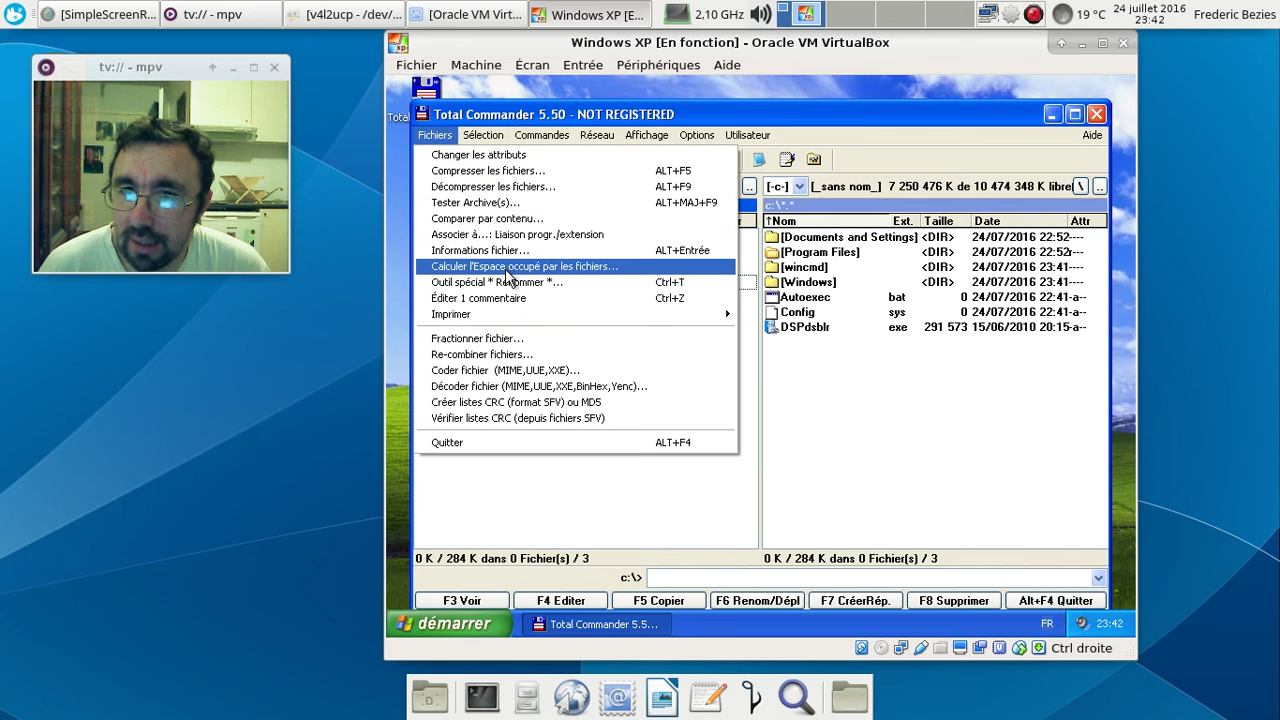 [SimpleScreenR...
tv:// - mpv
[v4l2ucp - /dev/...
[Oracle VM Virt...
Windows XP [E...
2,10 GHz
19 °C
24 juillet 2016
23:42
Frederic Bezies
tv:// - mpv
Windows XP [En fonction] - Oracle VM VirtualBox
Fichier Machine Écran Entrée Périphériques Aide
Total Commander 5.50 - NOT REGISTERED
Fichiers Sélection Commandes Réseau Affichage Options Utilisateur Aide
Changer les attributs
Compresser les fichiers... ALT+F5
Décompresser les fichiers... ALT+F9
Tester Archive(s)... ALT+MAJ+F9
Comparer par contenu...
Associer à...: Liaison progr./extension
Informations fichier... ALT+Entrée
Calculer l'Espace occupé par les fichiers...
Outil spécial * Renommer *... Ctrl+T
Éditer 1 commentaire Ctrl+Z
Imprimer
Fractionner fichier...
Re-combiner fichiers...
Coder fichier (MIME,UUE,XXE)...
Décoder fichier (MIME,UUE,XXE,BinHex,Yenc)...
Créer listes CRC (format SFV) ou MD5
Vérifier listes CRC (depuis fichiers SFV)
Quitter ALT+F4
.. [-c-] [_sans nom_] 7 250 476 K de 10 474 348 K libre \ ..
c:\*.*
↑Nom Ext. Taille Date Attr
[Documents and Settings] <DIR> 24/07/2016 22:52----
[Program Files] <DIR> 24/07/2016 22:52r---
[wincmd] <DIR> 24/07/2016 23:41----
[Windows] <DIR> 24/07/2016 23:41----
Autoexec bat 0 24/07/2016 22:41-a--
Config sys 0 24/07/2016 22:41-a--
DSPdsblr exe 291 573 15/06/2010 20:15-a--
0 K / 284 K dans 0 Fichier(s) / 3
0 K / 284 K dans 0 Fichier(s) / 3
c:\>
F3 Voir F4 Editer F5 Copier F6 Renom/Dépl F7 CréerRép. F8 Supprimer Alt+F4 Quitter
démarrer
Total Commander 5.5...
FR
23:42
Ctrl droite